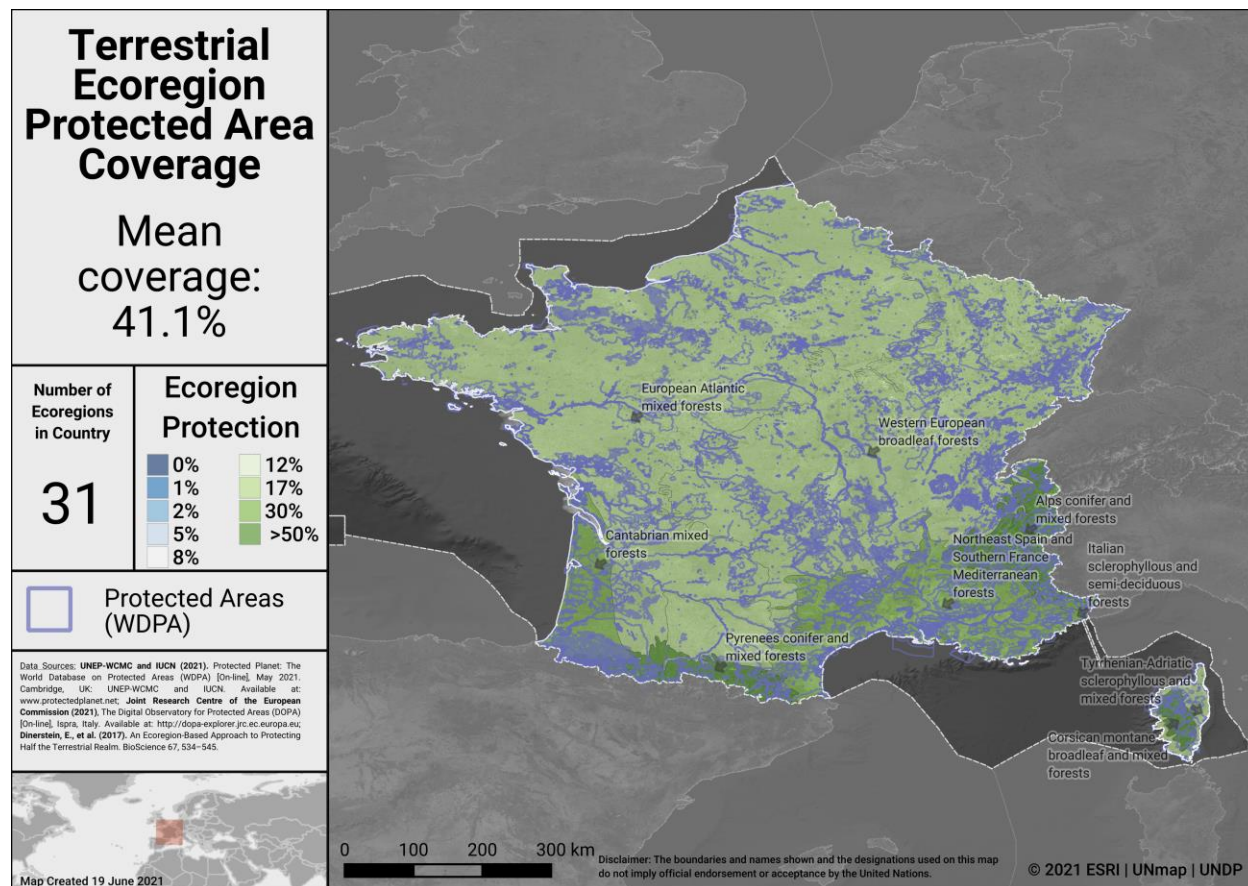 Terrestrial
Ecoregion
Protected Area
Coverage
Mean
coverage:
41.1%
Number of
Ecoregions
in Country
31
Ecoregion
Protection
0%
1%
2%
5%
8%
12%
17%
30%
>50%
Protected Areas
(WDPA)
Data Sources: UNEP-WCMC and IUCN (2021). Protected Planet: The
World Database on Protected Areas (WDPA) [On-line], May 2021.
Cambridge, UK: UNEP-WCMC and IUCN. Available at:
www.protectedplanet.net; Joint Research Centre of the European
Commission (2021), The Digital Observatory for Protected Areas (DOPA)
[On-line], Ispra, Italy. Available at: http://dopa-explorer.jrc.ec.europa.eu;
Dinerstein, E., et al. (2017). An Ecoregion-Based Approach to Protecting
Half the Terrestrial Realm. BioScience 67, 534–545.
Map Created 19 June 2021
European Atlantic
mixed forests
Western European
broadleaf forests
Alps conifer and
mixed forests
Cantabrian mixed
forests
Northeast Spain and
Southern France
Mediterranean
forests
Italian
sclerophyllous and
semi-deciduous
forests
Pyrenees conifer and
mixed forests
Tyrrhenian-Adriatic
sclerophyllous and
mixed forests
Corsican montane
broadleaf and mixed
forests
0 100 200 300 km
Disclaimer: The boundaries and names shown and the designations used on this map
do not imply official endorsement or acceptance by the United Nations.
© 2021 ESRI | UNmap | UNDP